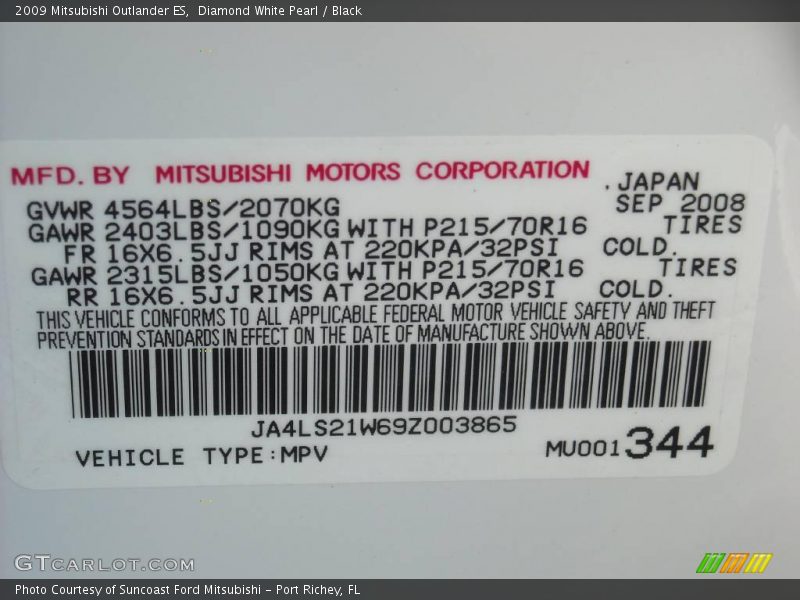 2009 Mitsubishi Outlander ES,  Diamond White Pearl / Black
MFD. BY MITSUBISHI MOTORS CORPORATION
. JAPAN
GVWR 4564LBS/2070KG SEP 2008
GAWR 2403LBS/1090KG WITH P215/70R16 TIRES
FR 16X6.5JJ RIMS AT 220KPA/32PSI COLD.
GAWR 2315LBS/1050KG WITH P215/70R16 TIRES
RR 16X6.5JJ RIMS AT 220KPA/32PSI COLD.
THIS VEHICLE CONFORMS TO ALL APPLICABLE FEDERAL MOTOR VEHICLE SAFETY AND THEFT
PREVENTION STANDARDS IN EFFECT ON THE DATE OF MANUFACTURE SHOWN ABOVE.
JA4LS21W69Z003865
VEHICLE TYPE:MPV MU001344
GTCARLOT.COM
Photo Courtesy of Suncoast Ford Mitsubishi - Port Richey, FL